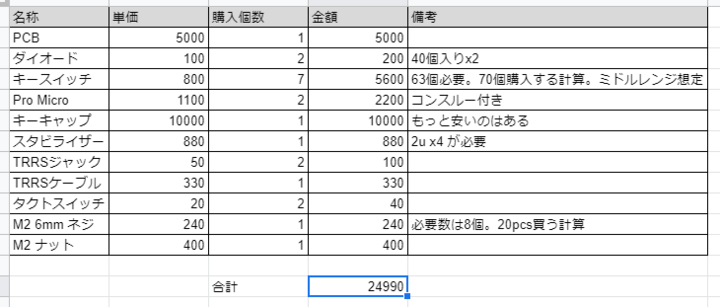 名称 単価 購入個数 金額 備考
PCB 5000 1 5000
ダイオード 100 2 200 40個入りx2
キースイッチ 800 7 5600 63個必要。70個購入する計算。ミドルレンジ想定
Pro Micro 1100 2 2200 コンスルー付き
キーキャップ 10000 1 10000 もっと安いのはある
スタビライザー 880 1 880 2u x4 が必要
TRRSジャック 50 2 100
TRRSケーブル 330 1 330
タクトスイッチ 20 2 40
M2 6mm ネジ 240 1 240 必要数は8個。20pcs買う計算
M2 ナット 400 1 400
合計 24990